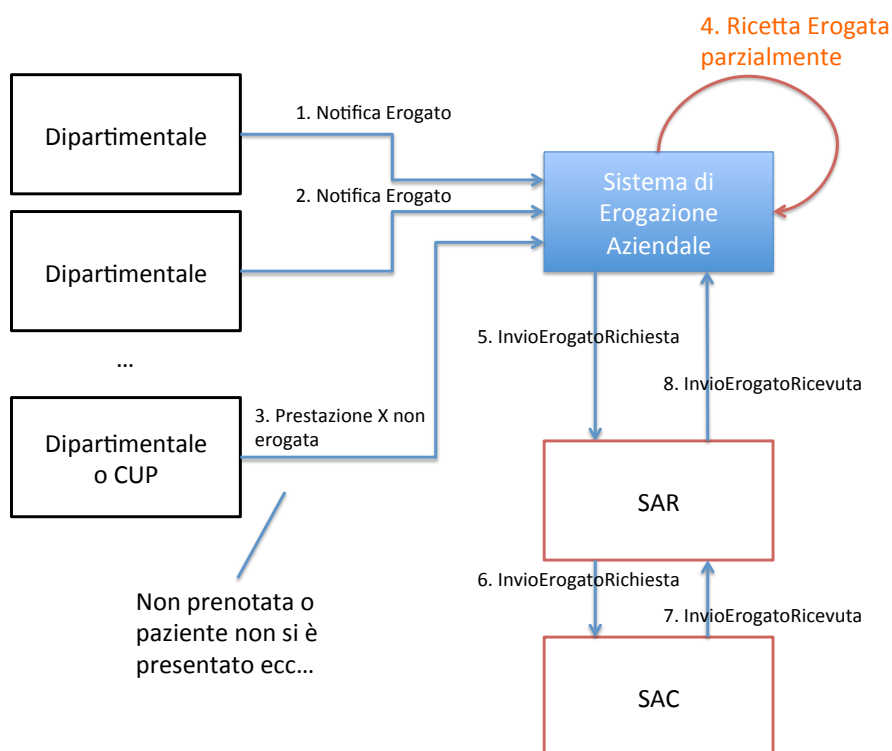 4. Ricetta Erogata
parzialmente
1. Notifica Erogato
Dipartimentale
Sistema di
Erogazione
Aziendale
2. Notifica Erogato
Dipartimentale
...
5. InvioErogatoRichiesta
8. InvioErogatoRicevuta
3. Prestazione X non
erogata
Dipartimentale
o CUP
SAR
6. InvioErogatoRichiesta
7. InvioErogatoRicevuta
Non prenotata o
paziente non si è
presentato ecc...
SAC